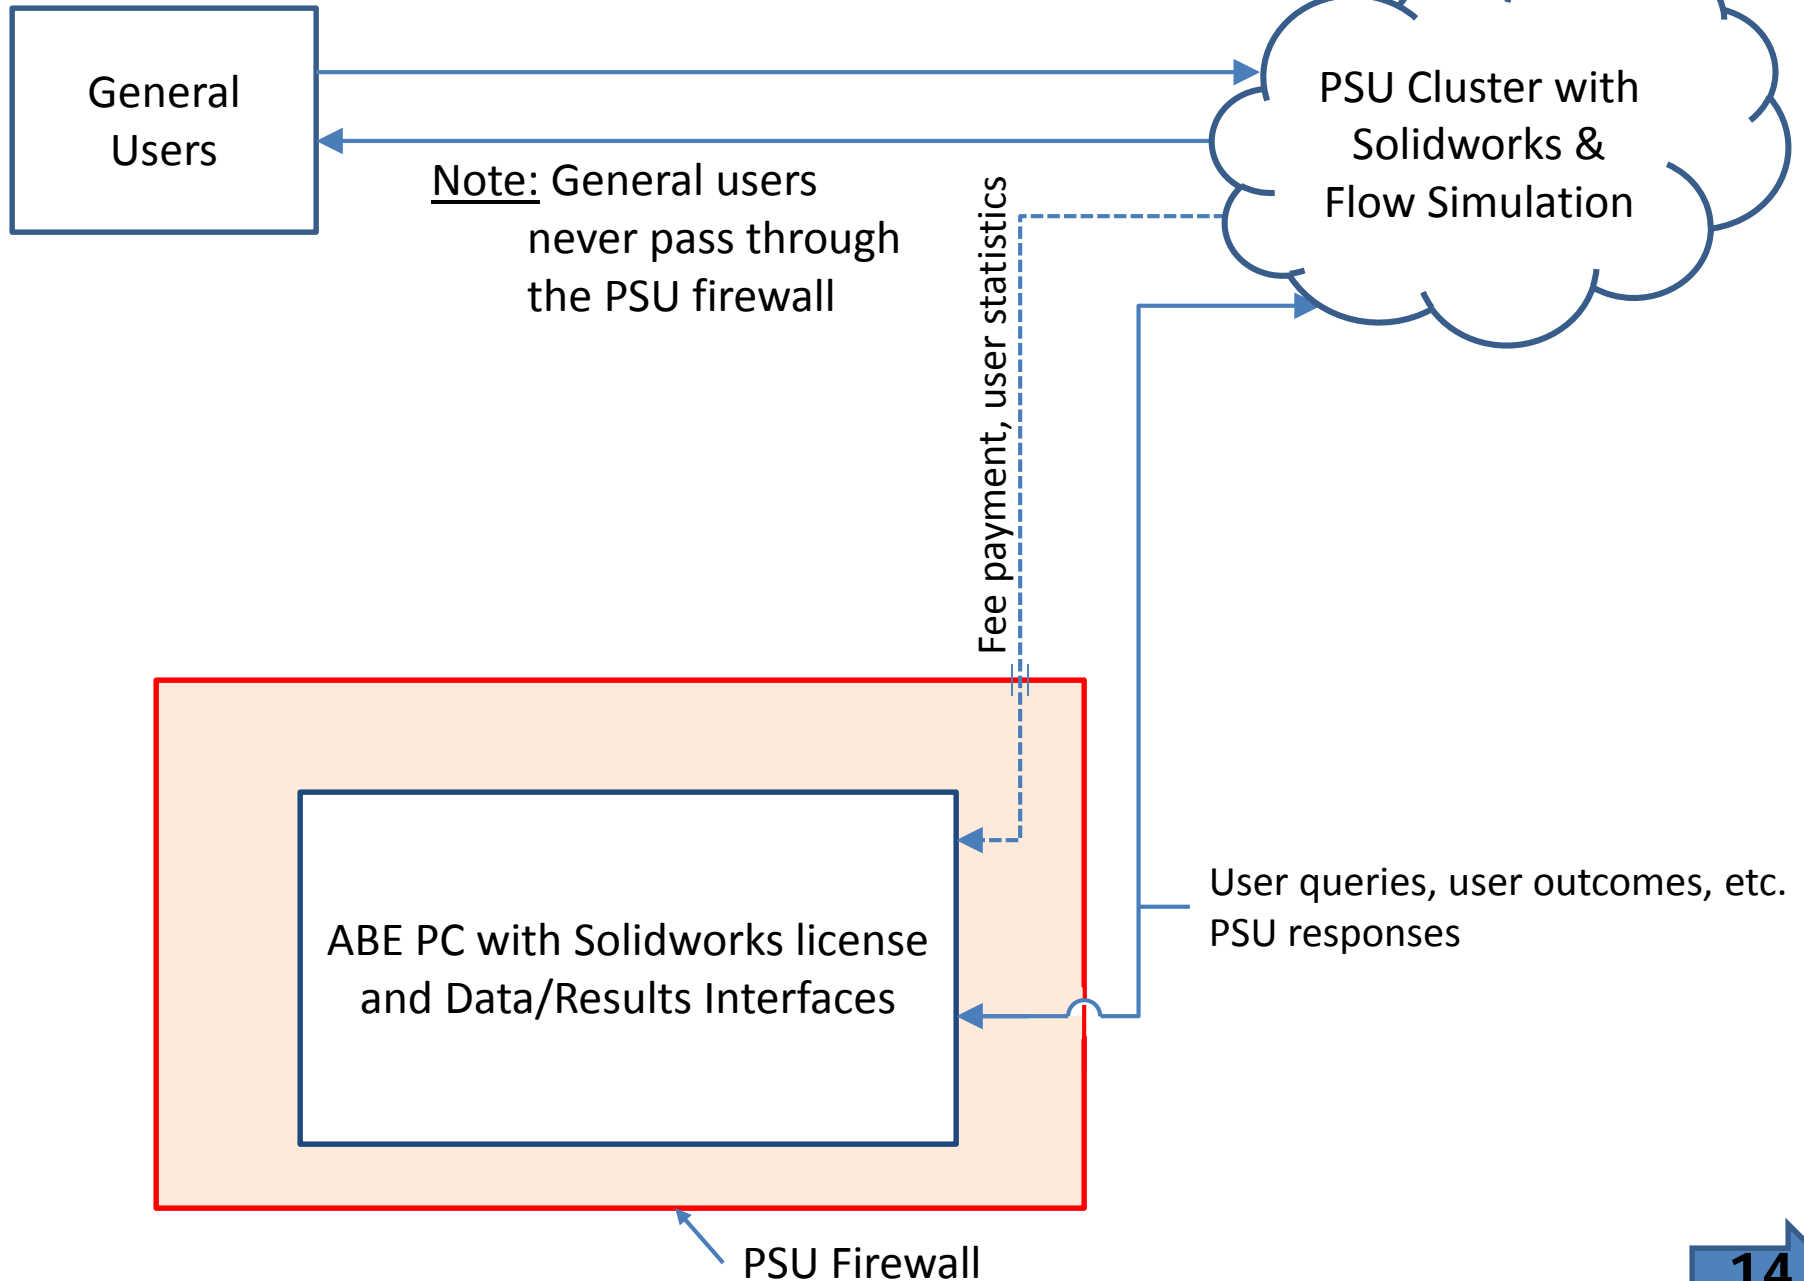 General
Users
PSU Cluster with
Solidworks &
Flow Simulation
Note: General users
never pass through
the PSU firewall
Fee payment, user statistics
User queries, user outcomes, etc.
PSU responses
ABE PC with Solidworks license
and Data/Results Interfaces
PSU Firewall
14